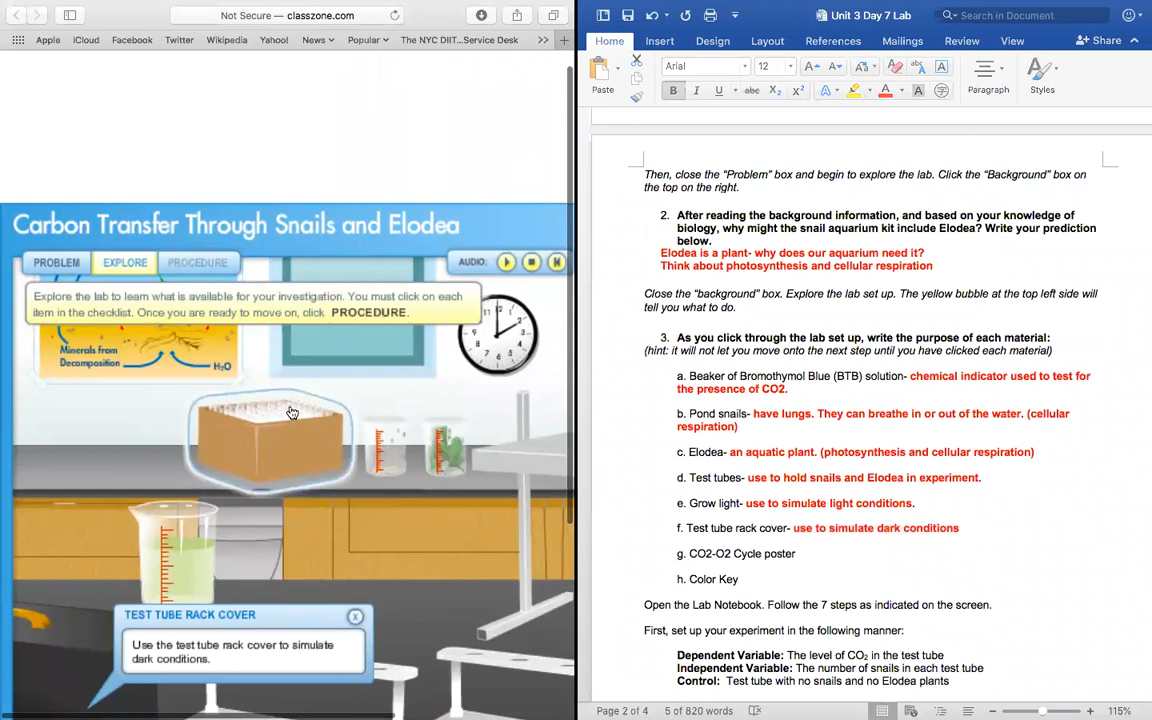 Not Secure — classzone.com
Apple iCloud Facebook Twitter Wikipedia Yahoo! News Popular The NYC DIIT...Service Desk
Carbon Transfer Through Snails and Elodea
PROBLEM EXPLORE PROCEDURE AUDIO:
Explore the lab to learn what is available for your investigation. You must click on each
item in the checklist. Once you are ready to move on, click PROCEDURE.
Minerals from
Decomposition
H₂O
12
11
1
10
2
9
3
8
4
7
6
5
TEST TUBE RACK COVER
X
Use the test tube rack cover to simulate
dark conditions.
Unit 3 Day 7 Lab
Search in Document
Home Insert Design Layout References Mailings Review View Share
Paste
Arial 12
B I U abc X₂ X² A A A
Paragraph Styles
Then, close the “Problem” box and begin to explore the lab. Click the “Background” box on
the top on the right.
2. After reading the background information, and based on your knowledge of
biology, why might the snail aquarium kit include Elodea? Write your prediction
below.
Elodea is a plant- why does our aquarium need it?
Think about photosynthesis and cellular respiration
Close the “background” box. Explore the lab set up. The yellow bubble at the top left side will
tell you what to do.
3. As you click through the lab set up, write the purpose of each material:
(hint: it will not let you move onto the next step until you have clicked each material)
a. Beaker of Bromothymol Blue (BTB) solution- chemical indicator used to test for
the presence of CO2.
b. Pond snails- have lungs. They can breathe in or out of the water. (cellular
respiration)
c. Elodea- an aquatic plant. (photosynthesis and cellular respiration)
d. Test tubes- use to hold snails and Elodea in experiment.
e. Grow light- use to simulate light conditions.
f. Test tube rack cover- use to simulate dark conditions
g. CO2-O2 Cycle poster
h. Color Key
Open the Lab Notebook. Follow the 7 steps as indicated on the screen.
First, set up your experiment in the following manner:
Dependent Variable: The level of CO₂ in the test tube
Independent Variable: The number of snails in each test tube
Control: Test tube with no snails and no Elodea plants
Page 2 of 4 5 of 820 words 115%